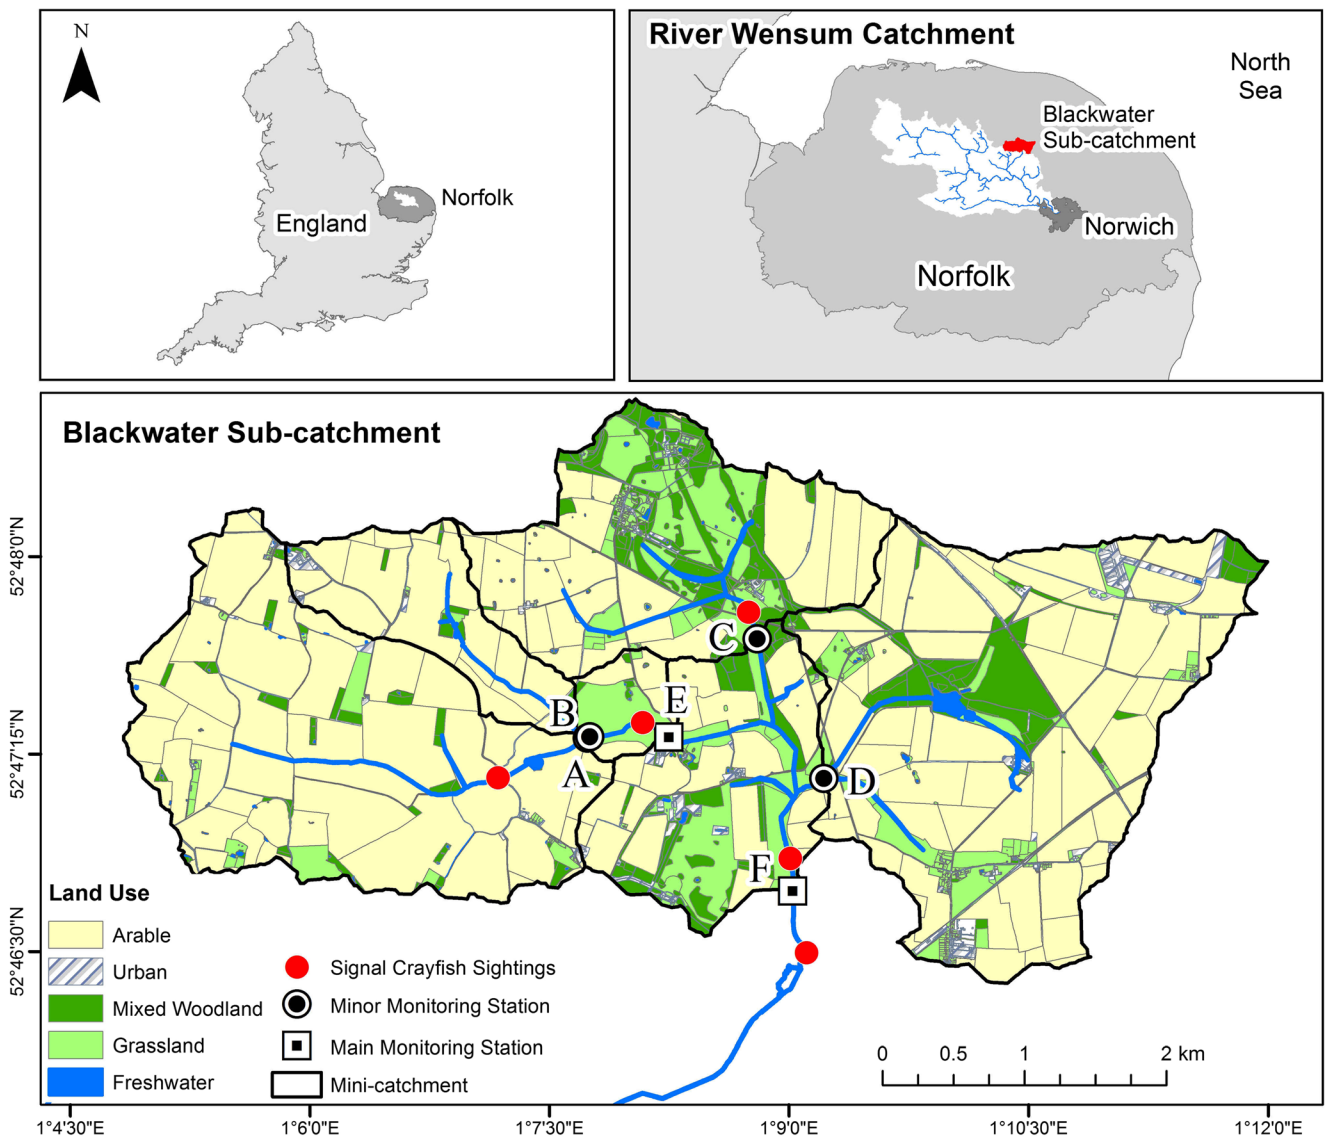 N
England
Norfolk
River Wensum Catchment
North
Sea
Blackwater
Sub-catchment
Norwich
Norfolk
Blackwater Sub-catchment
52°48'0"N
52°47'15"N
52°46'30"N
C
B
E
A
D
F
Land Use
Arable
Urban
Mixed Woodland
Grassland
Freshwater
Signal Crayfish Sightings
Minor Monitoring Station
Main Monitoring Station
Mini-catchment
0 0.5 1 2 km
1°4'30"E 1°6'0"E 1°7'30"E 1°9'0"E 1°10'30"E 1°12'0"E